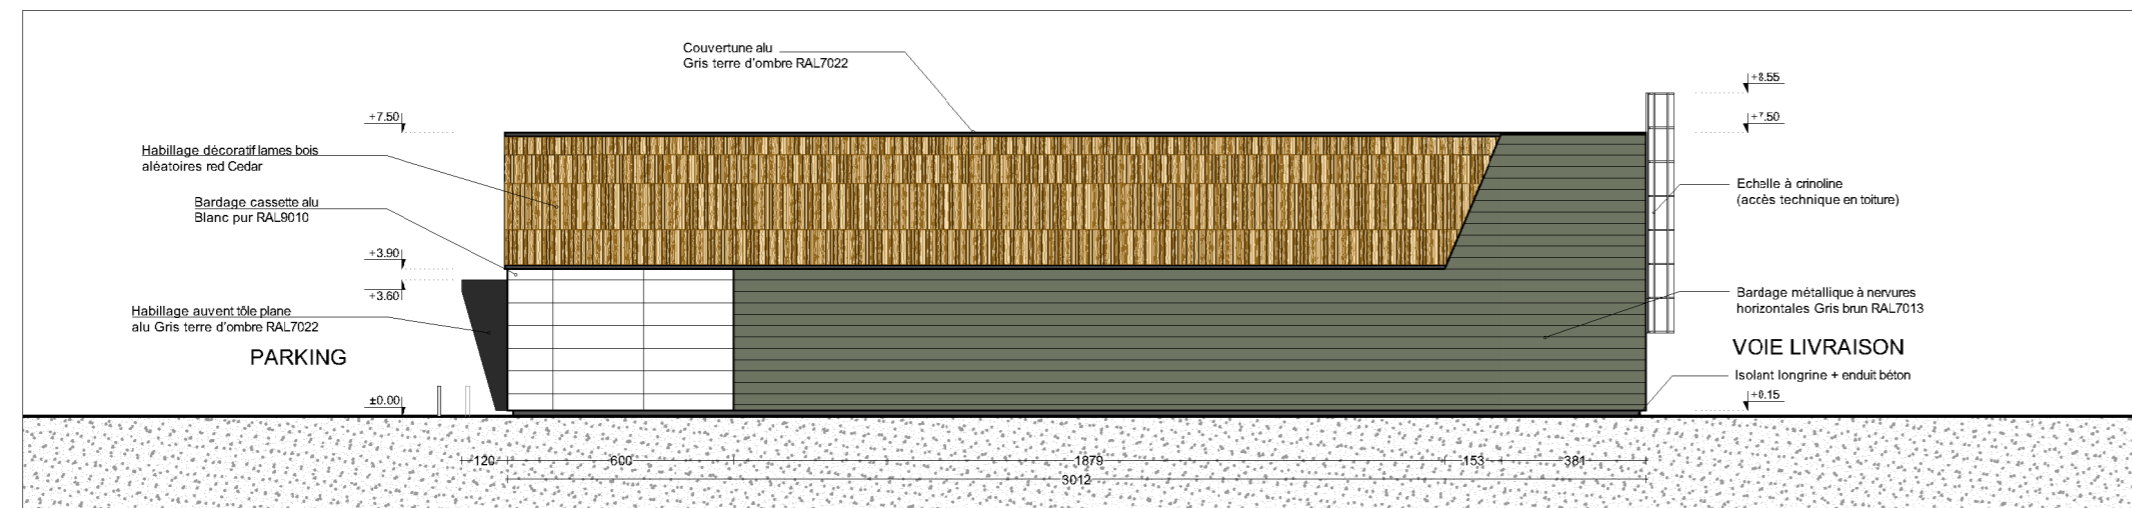 Couvertune alu
Gris terre d'ombre RAL7022
+8.55
+7.50
+7.50
Habillage décoratif lames bois
aléatoires red Cedar
Echelle à crinoline
(accès technique en toiture)
Bardage cassette alu
Blanc pur RAL9010
+3.90
+3.60
Bardage métallique à nervures
horizontales Gris brun RAL7013
Habillage auvent tôle plane
alu Gris terre d'ombre RAL7022
PARKING
VOIE LIVRAISON
Isolant longrine + enduit béton
±0.00
+0.15
120 600 1879 153 381
3012